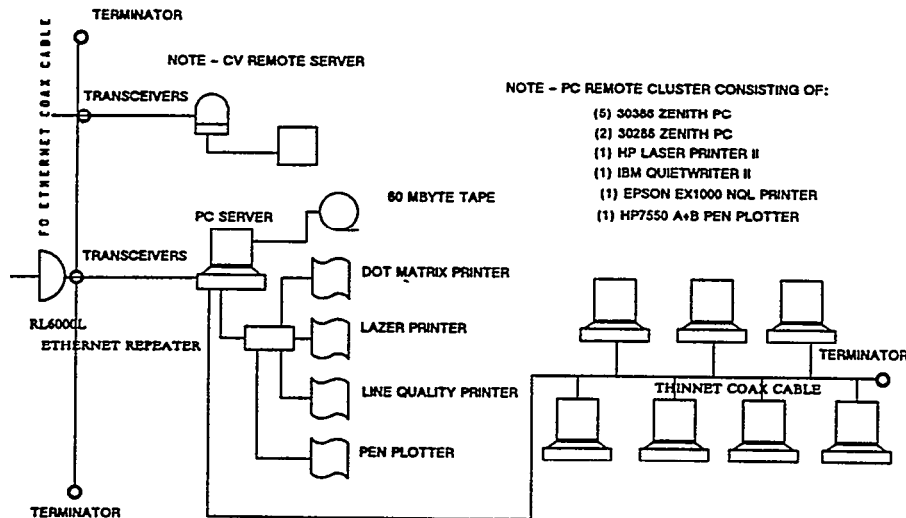 TERMINATOR
FO ETHERNET COAX CABLE
NOTE - CV REMOTE SERVER
TRANSCEIVERS
NOTE - PC REMOTE CLUSTER CONSISTING OF:
(5) 30386 ZENITH PC
(2) 30286 ZENITH PC
(1) HP LASER PRINTER II
(1) IBM QUIETWRITER II
(1) EPSON EX1000 NQL PRINTER
(1) HP7550 A+B PEN PLOTTER
60 MBYTE TAPE
PC SERVER
TRANSCEIVERS
DOT MATRIX PRINTER
RL6000L
ETHERNET REPEATER
LAZER PRINTER
TERMINATOR
THINNET COAX CABLE
LINE QUALITY PRINTER
PEN PLOTTER
TERMINATOR